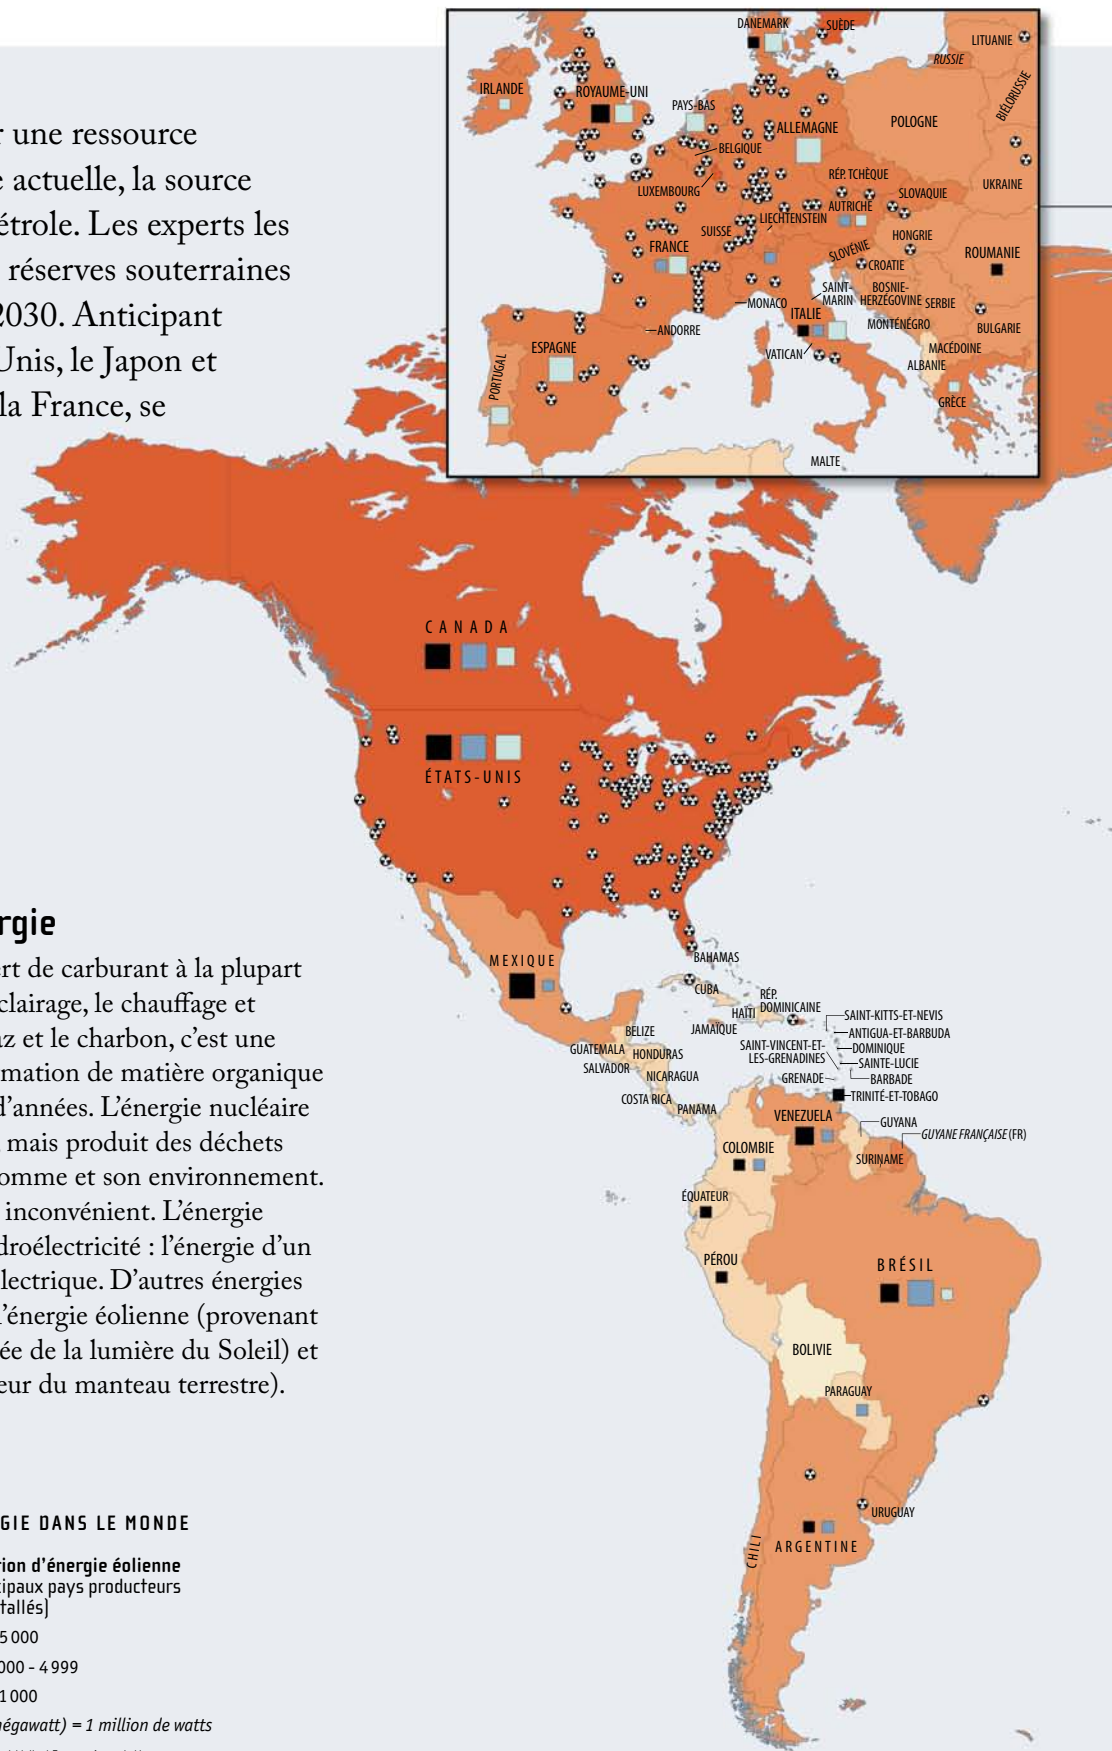 r une ressource
e actuelle, la source
étrole. Les experts les
réserves souterraines
2030. Anticipant
Unis, le Japon et
la France, se
DANEMARK
SUÈDE
LITUANIE
RUSSIE
BIÉLORUSSIE
IRLANDE
ROYAUME-UNI
PAYS-BAS
ALLEMAGNE
POLOGNE
BELGIQUE
LUXEMBOURG
RÉP. TCHÈQUE
SLOVAQUIE
UKRAINE
AUTRICHE
LIECHTENSTEIN
SUISSE
FRANCE
HONGRIE
SLOVÉNIE
CROATIE
ROUMANIE
SAINT-
MARIN
BOSNIE-
HERZÉGOVINE
SERBIE
MONACO
ITALIE
MONTÉNÉGRO
BULGARIE
ANDORRE
ESPAGNE
PORTUGAL
VATICAN
MACÉDOINE
ALBANIE
GRÈCE
MALTE
CANADA
ÉTATS-UNIS
rgie
ert de carburant à la plupart
clairage, le chauffage et
az et le charbon, c'est une
rmation de matière organique
d'années. L'énergie nucléaire
, mais produit des déchets
omme et son environnement.
inconvénient. L'énergie
droélectricité : l'énergie d'un
lectrique. D'autres énergies
l'énergie éolienne (provenant
ée de la lumière du Soleil) et
eur du manteau terrestre).
MEXIQUE
BAHAMAS
CUBA
RÉP.
DOMINICAINE
HAÏTI
JAMAÏQUE
BELIZE
GUATEMALA
HONDURAS
SALVADOR
NICARAGUA
COSTA RICA
PANAMA
SAINT-KITTS-ET-NEVIS
ANTIGUA-ET-BARBUDA
SAINT-VINCENT-ET-
LES-GRENADINES
DOMINIQUE
SAINTE-LUCIE
GRENADE
BARBADE
TRINITÉ-ET-TOBAGO
VENEZUELA
GUYANA
GUYANE FRANÇAISE (FR)
COLOMBIE
SURINAME
ÉQUATEUR
PÉROU
BRÉSIL
BOLIVIE
PARAGUAY
URUGUAY
CHILI
ARGENTINE
GIE DANS LE MONDE
ion d'énergie éolienne
cipaux pays producteurs
tallés)
5 000
000 - 4 999
1 000
mégawatt) = 1 million de watts